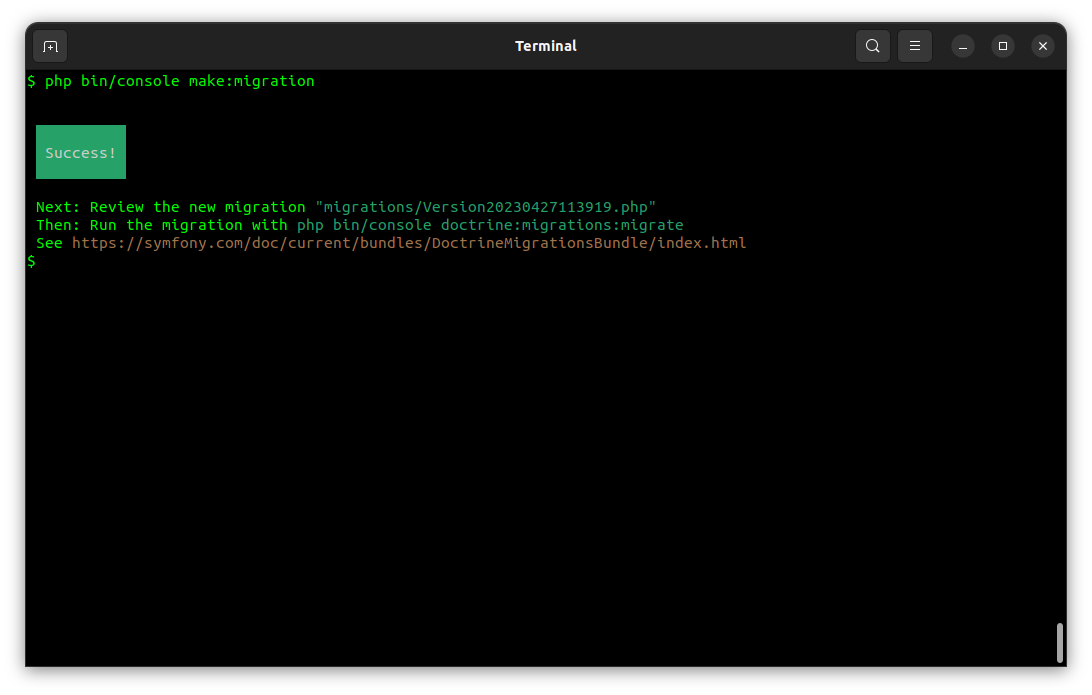 Terminal
$ php bin/console make:migration
Success!
Next: Review the new migration "migrations/Version20230427113919.php"
Then: Run the migration with php bin/console doctrine:migrations:migrate
See https://symfony.com/doc/current/bundles/DoctrineMigrationsBundle/index.html
$